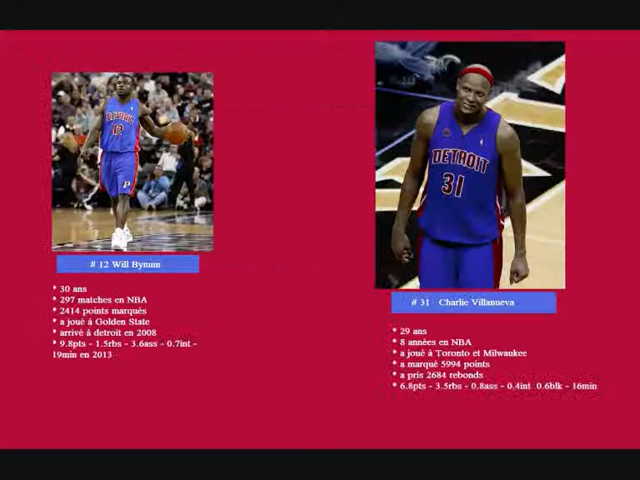 DETROIT
12
P
# 12 Will Bynum
* 30 ans
* 297 matches en NBA
* 2414 points marqués
* a joué à Golden State
* arrivé à detroit en 2008
* 9.8pts - 1.5rbs - 3.6ass - 0.7int -
19min en 2013
DETROIT
31
# 31 Charlie Villanueva
* 29 ans
* 8 années en NBA
* a joué à Toronto et Milwaukee
* a marqué 5994 points
* a pris 2684 rebonds
* 6.8pts - 3.5rbs - 0.8ass - 0.4int 0.6blk - 16min